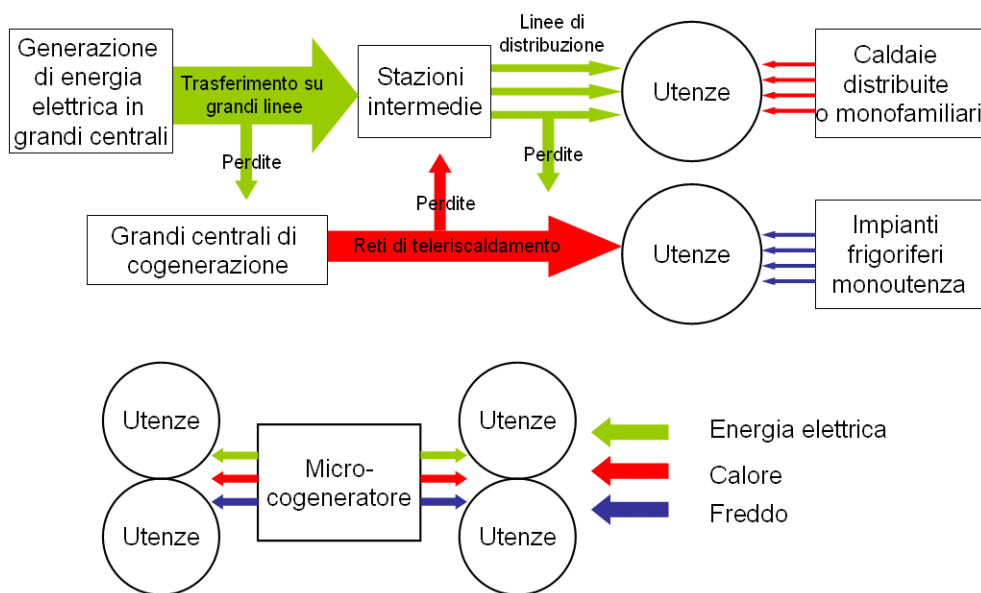 Generazione
di energia
elettrica in
grandi centrali
Trasferimento su
grandi linee
Perdite
Stazioni
intermedie
Linee di
distribuzione
Perdite
Utenze
Caldaie
distribuite
o monofamiliari
Grandi centrali di
cogenerazione
Reti di teleriscaldamento
Perdite
Utenze
Impianti
frigoriferi
monoutenza
Utenze
Utenze
Micro-
cogeneratore
Utenze
Utenze
Energia elettrica
Calore
Freddo